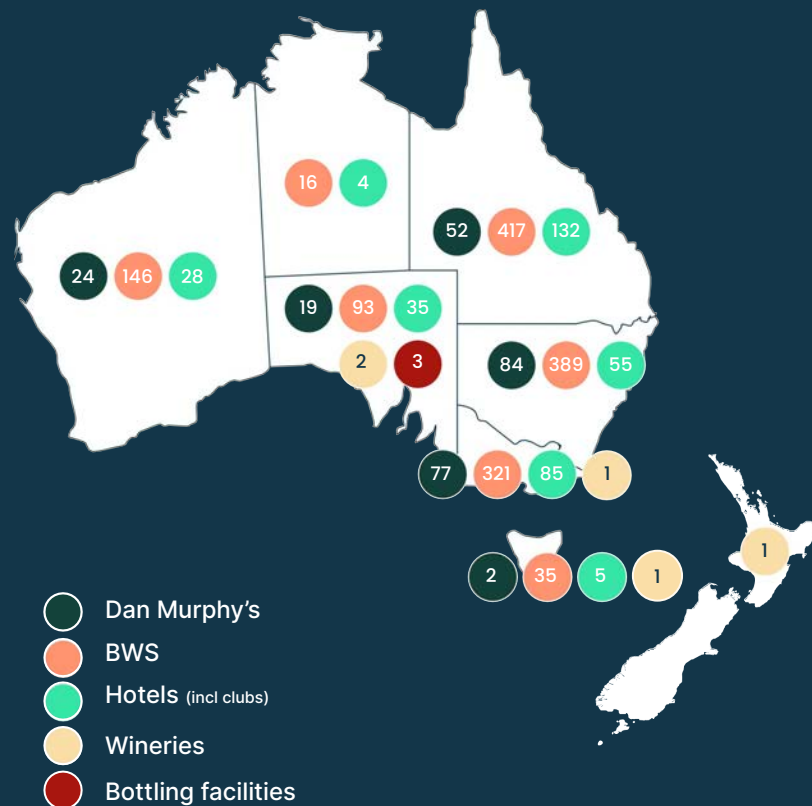 16 4
52 417 132
24 146 28
19 93 35
2 3
84 389 55
77 321 85 1
1
2 35 5 1
Dan Murphy’s
BWS
Hotels (incl clubs)
Wineries
Bottling facilities